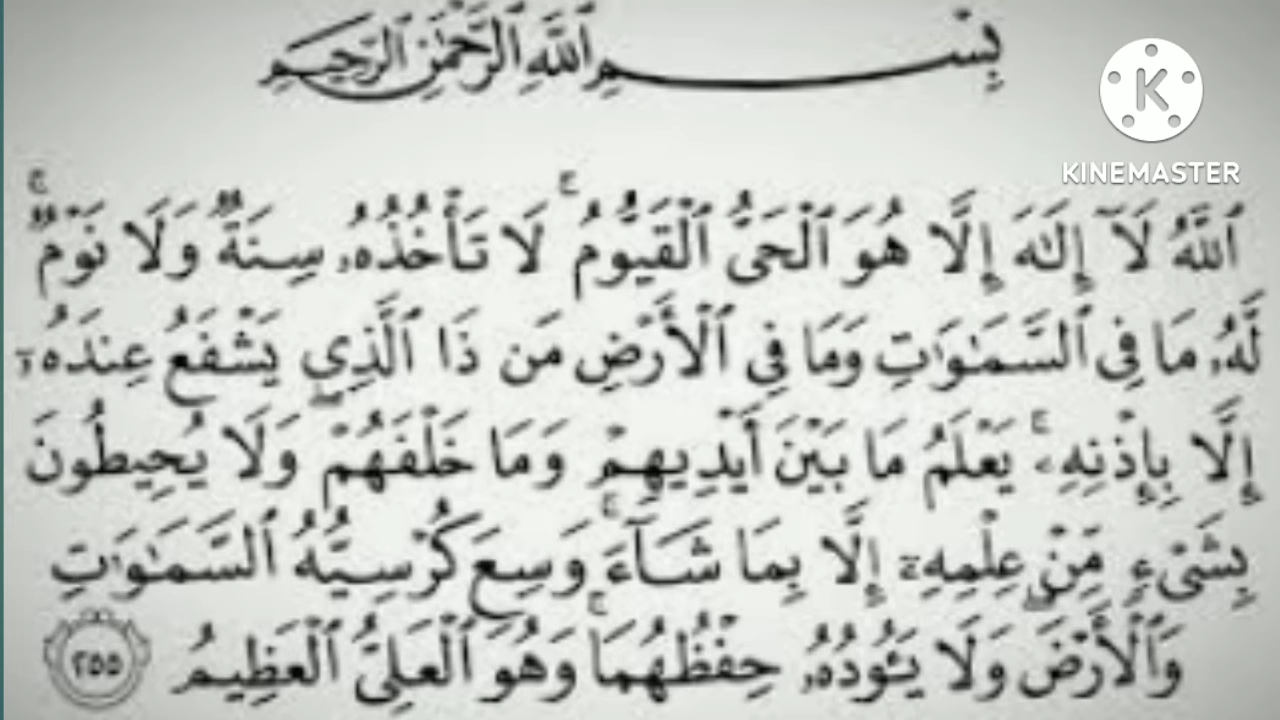 بِسْمِ ٱللَّهِ ٱلرَّحْمَٰنِ ٱلرَّحِيمِ
K
KINEMASTER
ٱللَّهُ لَآ إِلَٰهَ إِلَّا هُوَ ٱلْحَىُّ ٱلْقَيُّومُ ۚ لَا تَأْخُذُهُۥ سِنَةٌ وَلَا نَوْمٌ ۚ
لَّهُۥ مَا فِى ٱلسَّمَٰوَٰتِ وَمَا فِى ٱلْأَرْضِ مَن ذَا ٱلَّذِى يَشْفَعُ عِندَهُۥٓ
إِلَّا بِإِذْنِهِۦ ۚ يَعْلَمُ مَا بَيْنَ أَيْدِيهِمْ وَمَا خَلْفَهُمْ وَلَا يُحِيطُونَ
بِشَىْءٍ مِّنْ عِلْمِهِۦٓ إِلَّا بِمَا شَآءَ ۚ وَسِعَ كُرْسِيُّهُ ٱلسَّمَٰوَٰتِ
وَٱلْأَرْضَ وَلَا يَـُٔودُهُۥ حِفْظُهُمَا ۚ وَهُوَ ٱلْعَلِىُّ ٱلْعَظِيمُ ٢٥٥